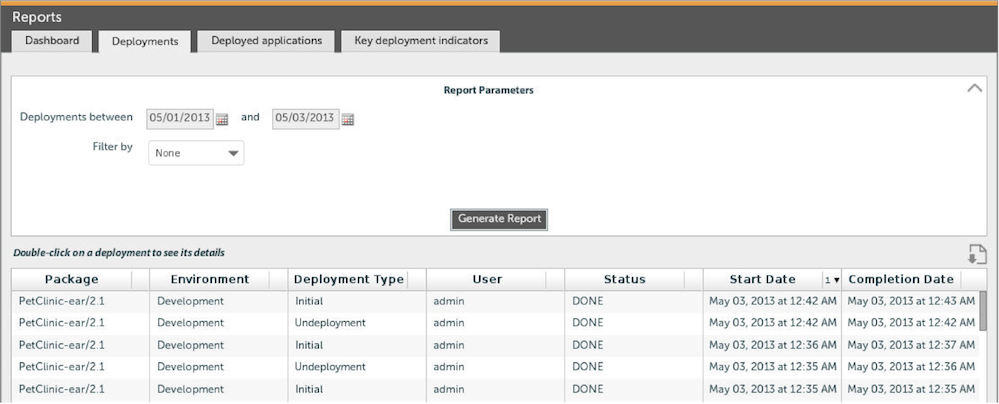 Reports
Dashboard Deployments Deployed applications Key deployment indicators
Report Parameters
Deployments between 05/01/2013 and 05/03/2013
Filter by None
Generate Report
Double-click on a deployment to see its details
Package Environment Deployment Type User Status Start Date 1 Completion Date
PetClinic-ear/2.1 Development Initial admin DONE May 03, 2013 at 12:42 AM May 03, 2013 at 12:43 AM
PetClinic-ear/2.1 Development Undeployment admin DONE May 03, 2013 at 12:42 AM May 03, 2013 at 12:42 AM
PetClinic-ear/2.1 Development Initial admin DONE May 03, 2013 at 12:36 AM May 03, 2013 at 12:37 AM
PetClinic-ear/2.1 Development Undeployment admin DONE May 03, 2013 at 12:35 AM May 03, 2013 at 12:36 AM
PetClinic-ear/2.1 Development Initial admin DONE May 03, 2013 at 12:35 AM May 03, 2013 at 12:35 AM